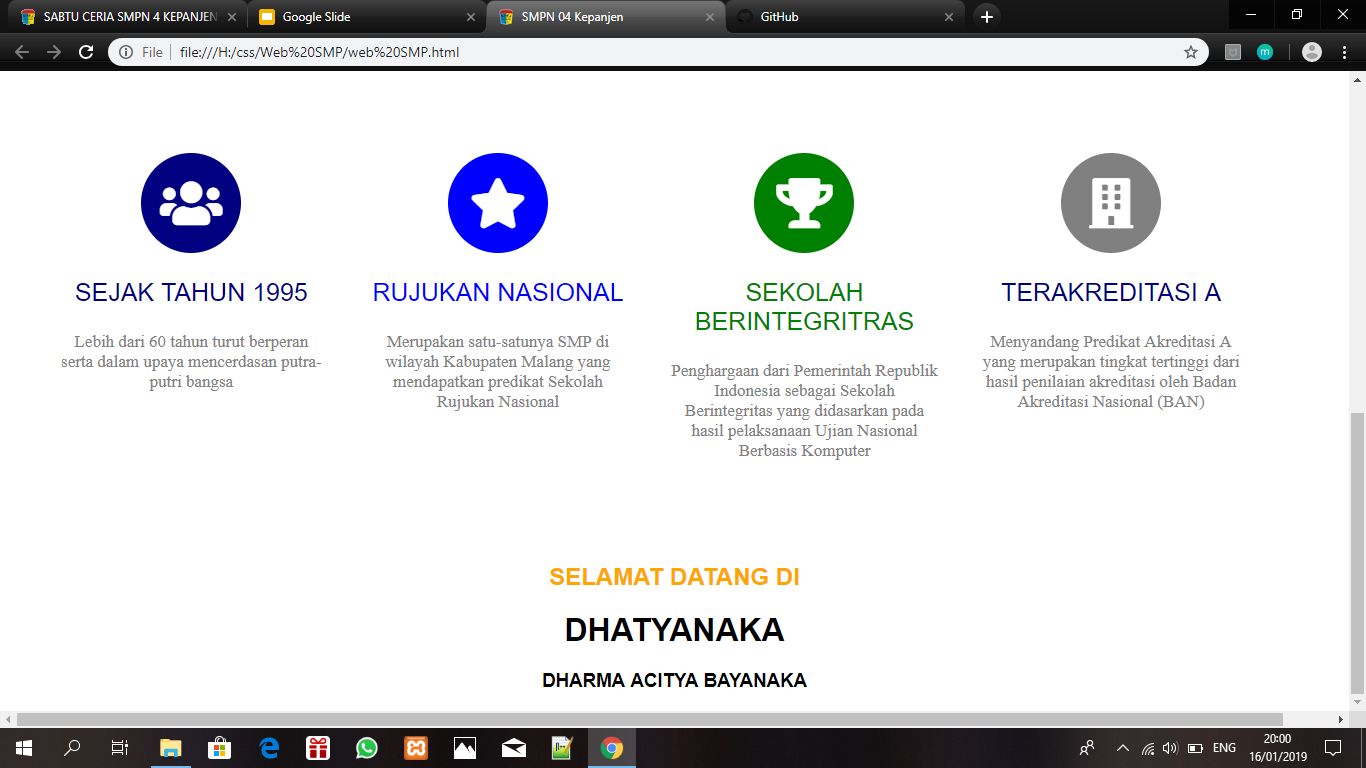 SABTU CERIA SMPN 4 KEPANJEN
Google Slide
SMPN 04 Kepanjen
GitHub
File
file:///H:/css/Web%20SMP/web%20SMP.html
m
SEJAK TAHUN 1995
Lebih dari 60 tahun turut berperan
serta dalam upaya mencerdasan putra-
putri bangsa
RUJUKAN NASIONAL
Merupakan satu-satunya SMP di
wilayah Kabupaten Malang yang
mendapatkan predikat Sekolah
Rujukan Nasional
SEKOLAH
BERINTEGRITRAS
Penghargaan dari Pemerintah Republik
Indonesia sebagai Sekolah
Berintegritas yang didasarkan pada
hasil pelaksanaan Ujian Nasional
Berbasis Komputer
TERAKREDITASI A
Menyandang Predikat Akreditasi A
yang merupakan tingkat tertinggi dari
hasil penilaian akreditasi oleh Badan
Akreditasi Nasional (BAN)
SELAMAT DATANG DI
DHATYANAKA
DHARMA ACITYA BAYANAKA
ENG
20:00
16/01/2019